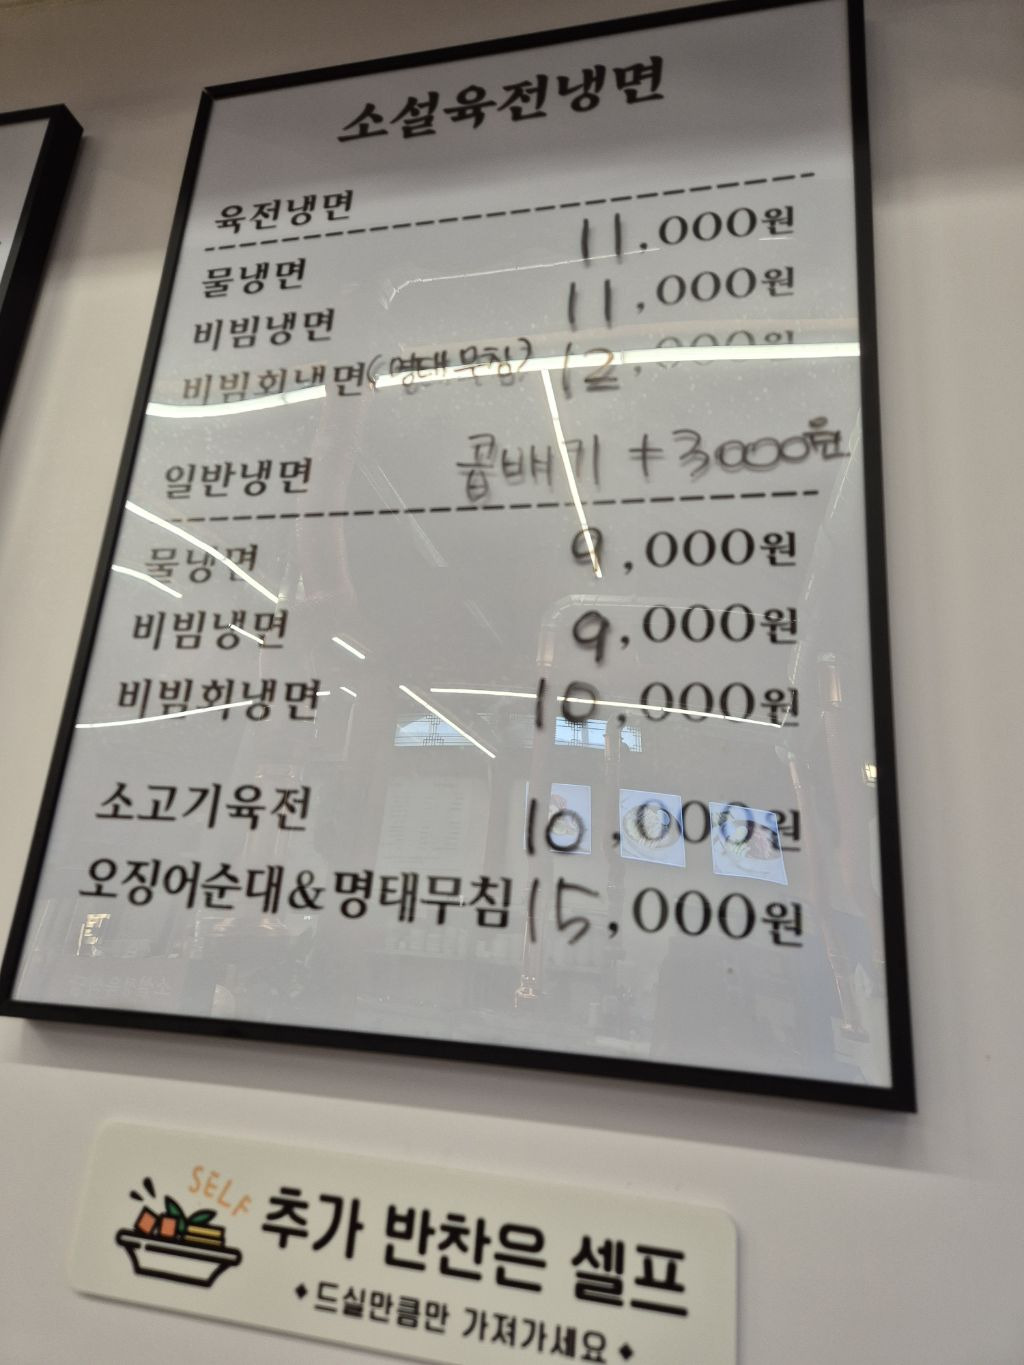 소설육전냉면
육전냉면
물냉면 11,000원
비빔냉면 11,000원
비빔회냉면(명태무침) 12,000원
일반냉면 곱배기 +3000원
물냉면 9,000원
비빔냉면 9,000원
비빔회냉면 10,000원
소고기육전 10,000원
오징어순대&명태무침 15,000원
SELF
추가 반찬은 셀프
드실만큼만 가져가세요